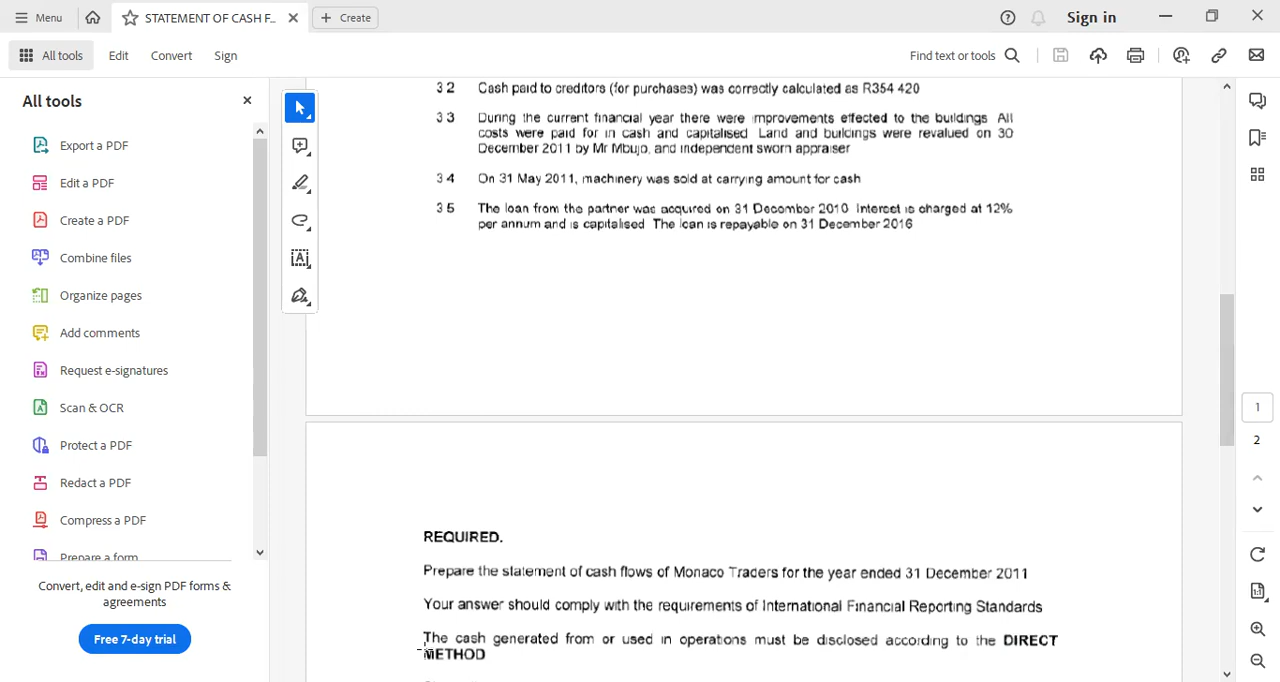 Menu
STATEMENT OF CASH F...
Create
Sign in
All tools
Edit
Convert
Sign
Find text or tools
All tools
Export a PDF
Edit a PDF
Create a PDF
Combine files
Organize pages
Add comments
Request e-signatures
Scan & OCR
Protect a PDF
Redact a PDF
Compress a PDF
Prepare a form
Convert, edit and e-sign PDF forms &
agreements
Free 7-day trial
3 2 Cash paid to creditors (for purchases) was correctly calculated as R354 420
3 3 During the current financial year there were improvements effected to the buildings All
costs were paid for in cash and capitalised Land and buildings were revalued on 30
December 2011 by Mr Mbujo, and independent sworn appraiser
3 4 On 31 May 2011, machinery was sold at carrying amount for cash
3 5 The loan from the partner was acquired on 31 December 2010 Interest is charged at 12%
per annum and is capitalised The loan is repayable on 31 December 2016
REQUIRED.
Prepare the statement of cash flows of Monaco Traders for the year ended 31 December 2011
Your answer should comply with the requirements of International Financial Reporting Standards
The cash generated from or used in operations must be disclosed according to the DIRECT
METHOD
1
2